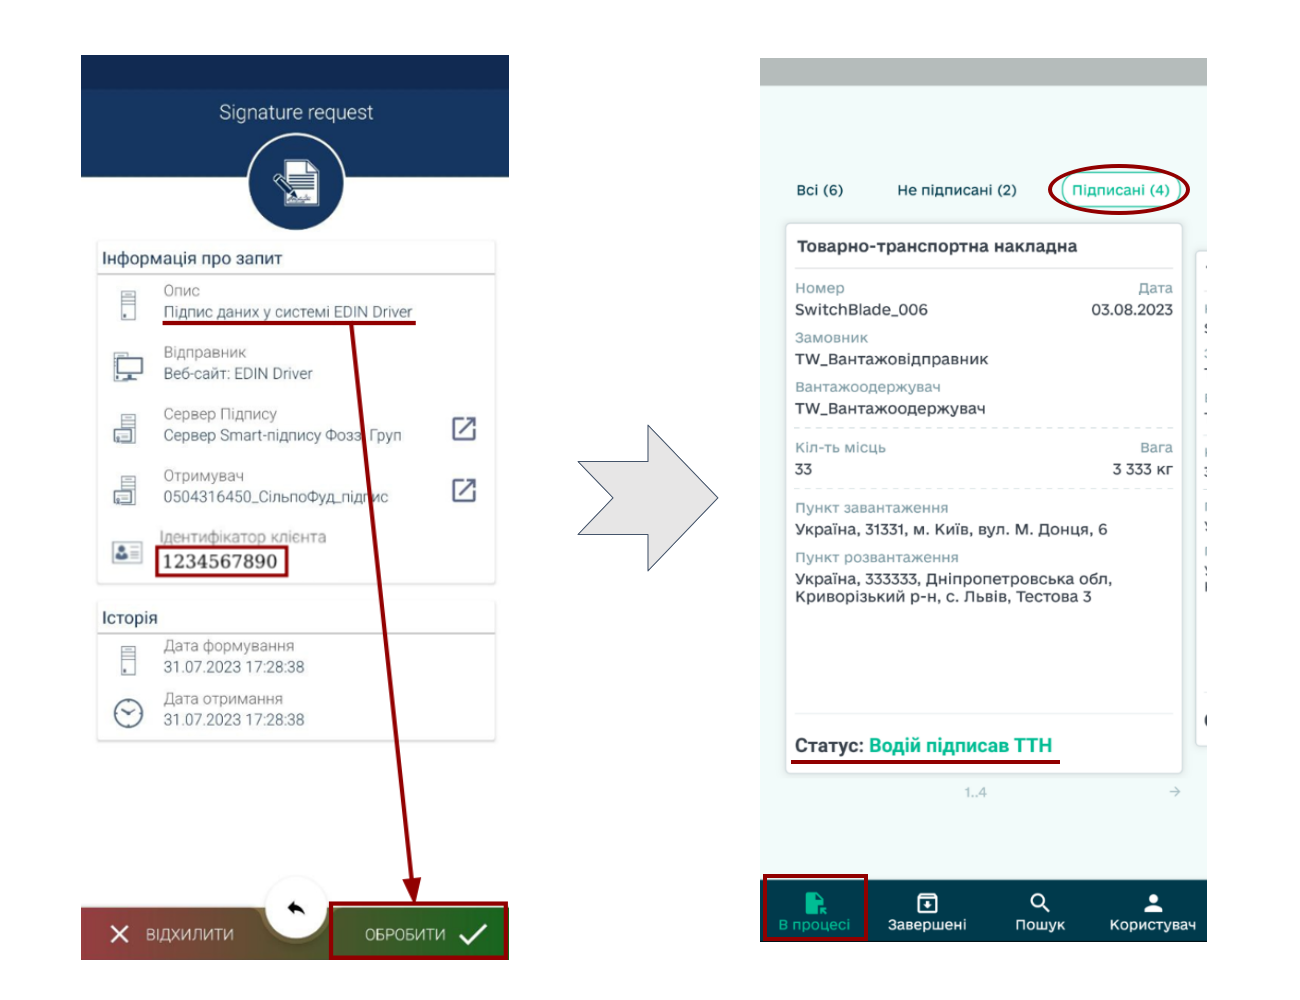 Signature request
Інформація про запит
Опис
Підпис даних у системі EDIN Driver
Відправник
Веб-сайт: EDIN Driver
Сервер Підпису
Сервер Smart-підпису Фоззі Груп
Отримувач
0504316450_СільпоФуд_підпис
Ідентифікатор клієнта
1234567890
Історія
Дата формування
31.07.2023 17:28:38
Дата отримання
31.07.2023 17:28:38
ВІДХИЛИТИ
ОБРОБИТИ
Всі (6) Не підписані (2) Підписані (4)
Товарно-транспортна накладна
Номер Дата
SwitchBlade_006 03.08.2023
Замовник
TW_Вантажовідправник
Вантажоодержувач
TW_Вантажоодержувач
Кіл-ть місць Вага
33 3 333 кг
Пункт завантаження
Україна, 31331, м. Київ, вул. М. Донця, 6
Пункт розвантаження
Україна, 333333, Дніпропетровська обл,
Криворізький р-н, с. Львів, Тестова 3
Статус: Водій підписав ТТН
1..4
В процесі Завершені Пошук Користувач